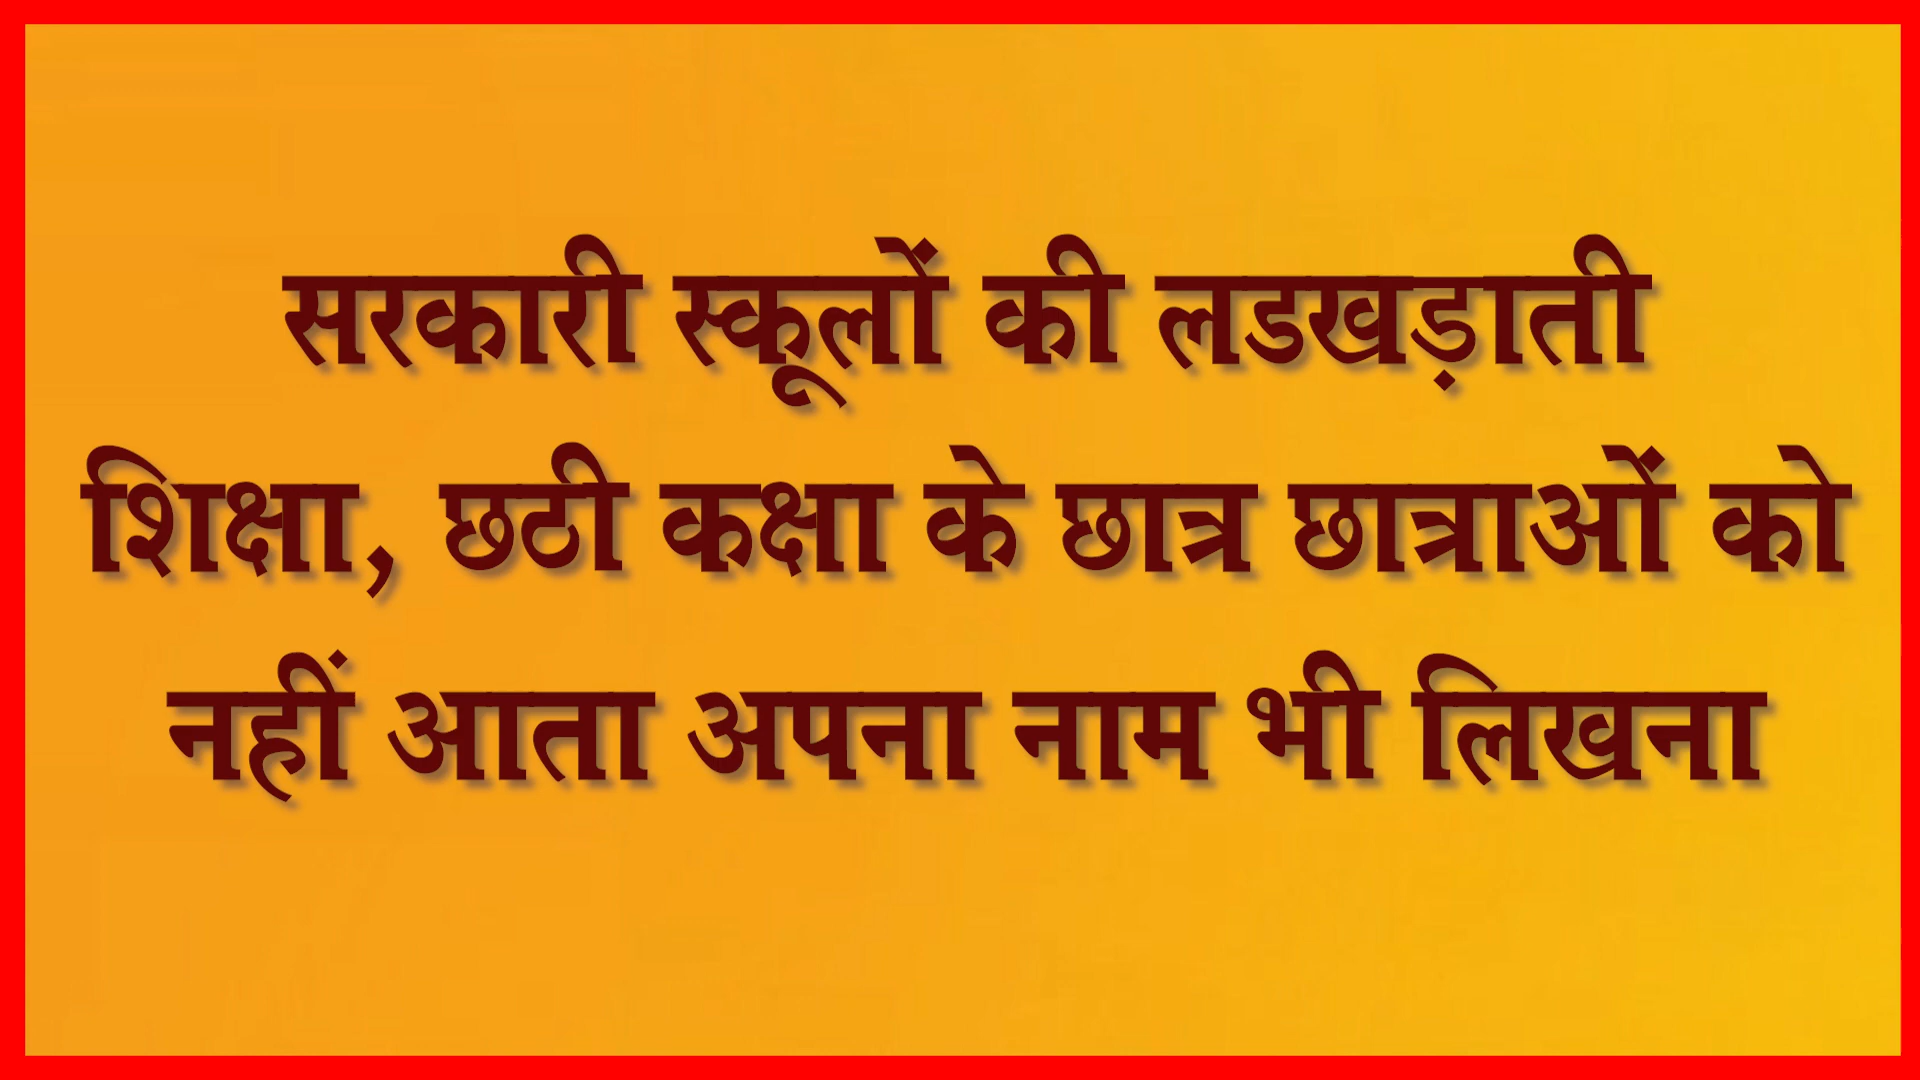 सरकारी स्कूलों की लडखड़ाती
शिक्षा, छठी कक्षा के छात्र छात्राओं को
नहीं आता अपना नाम भी लिखना